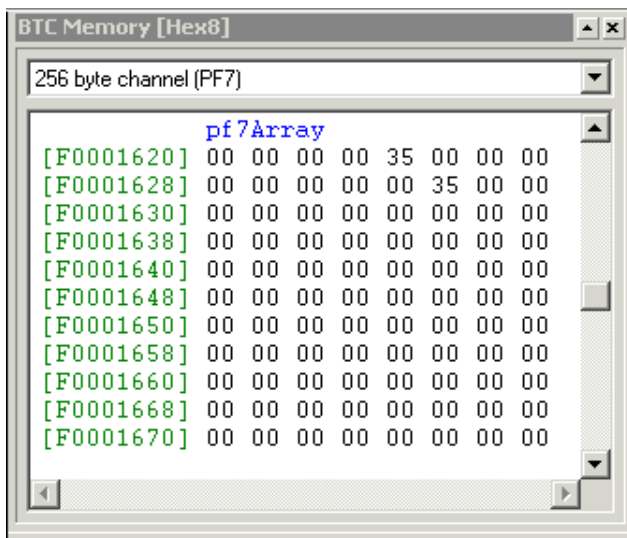 BTC Memory [Hex8]
256 byte channel (PF7)
pf7Array
[F0001620] 00 00 00 00 35 00 00 00
[F0001628] 00 00 00 00 00 35 00 00
[F0001630] 00 00 00 00 00 00 00 00
[F0001638] 00 00 00 00 00 00 00 00
[F0001640] 00 00 00 00 00 00 00 00
[F0001648] 00 00 00 00 00 00 00 00
[F0001650] 00 00 00 00 00 00 00 00
[F0001658] 00 00 00 00 00 00 00 00
[F0001660] 00 00 00 00 00 00 00 00
[F0001668] 00 00 00 00 00 00 00 00
[F0001670] 00 00 00 00 00 00 00 00